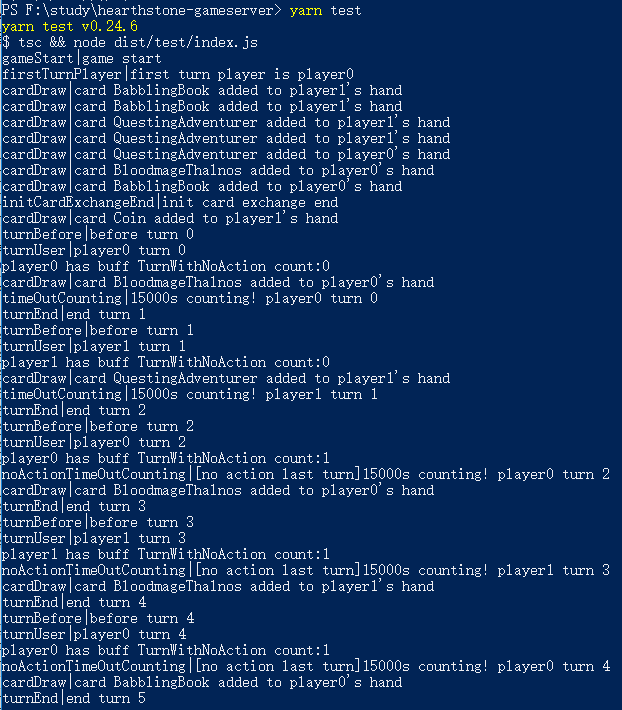 PS F:\study\hearthstone-gameserver> yarn test
yarn test v0.24.6
$ tsc && node dist/test/index.js
gameStart|game start
firstTurnPlayer|first turn player is player0
cardDraw|card BabblingBook added to player1's hand
cardDraw|card BabblingBook added to player1's hand
cardDraw|card QuestingAdventurer added to player1's hand
cardDraw|card QuestingAdventurer added to player1's hand
cardDraw|card QuestingAdventurer added to player0's hand
cardDraw|card BloodmageThalnos added to player0's hand
cardDraw|card BabblingBook added to player0's hand
initCardExchangeEnd|init card exchange end
cardDraw|card Coin added to player1's hand
turnBefore|before turn 0
turnUser|player0 turn 0
player0 has buff TurnWithNoAction count:0
cardDraw|card BloodmageThalnos added to player0's hand
timeOutCounting|15000s counting! player0 turn 0
turnEnd|end turn 1
turnBefore|before turn 1
turnUser|player1 turn 1
player1 has buff TurnWithNoAction count:0
cardDraw|card QuestingAdventurer added to player1's hand
timeOutCounting|15000s counting! player1 turn 1
turnEnd|end turn 2
turnBefore|before turn 2
turnUser|player0 turn 2
player0 has buff TurnWithNoAction count:1
noActionTimeOutCounting|[no action last turn]15000s counting! player0 turn 2
cardDraw|card BloodmageThalnos added to player0's hand
turnEnd|end turn 3
turnBefore|before turn 3
turnUser|player1 turn 3
player1 has buff TurnWithNoAction count:1
noActionTimeOutCounting|[no action last turn]15000s counting! player1 turn 3
cardDraw|card BloodmageThalnos added to player1's hand
turnEnd|end turn 4
turnBefore|before turn 4
turnUser|player0 turn 4
player0 has buff TurnWithNoAction count:1
noActionTimeOutCounting|[no action last turn]15000s counting! player0 turn 4
cardDraw|card BabblingBook added to player0's hand
turnEnd|end turn 5